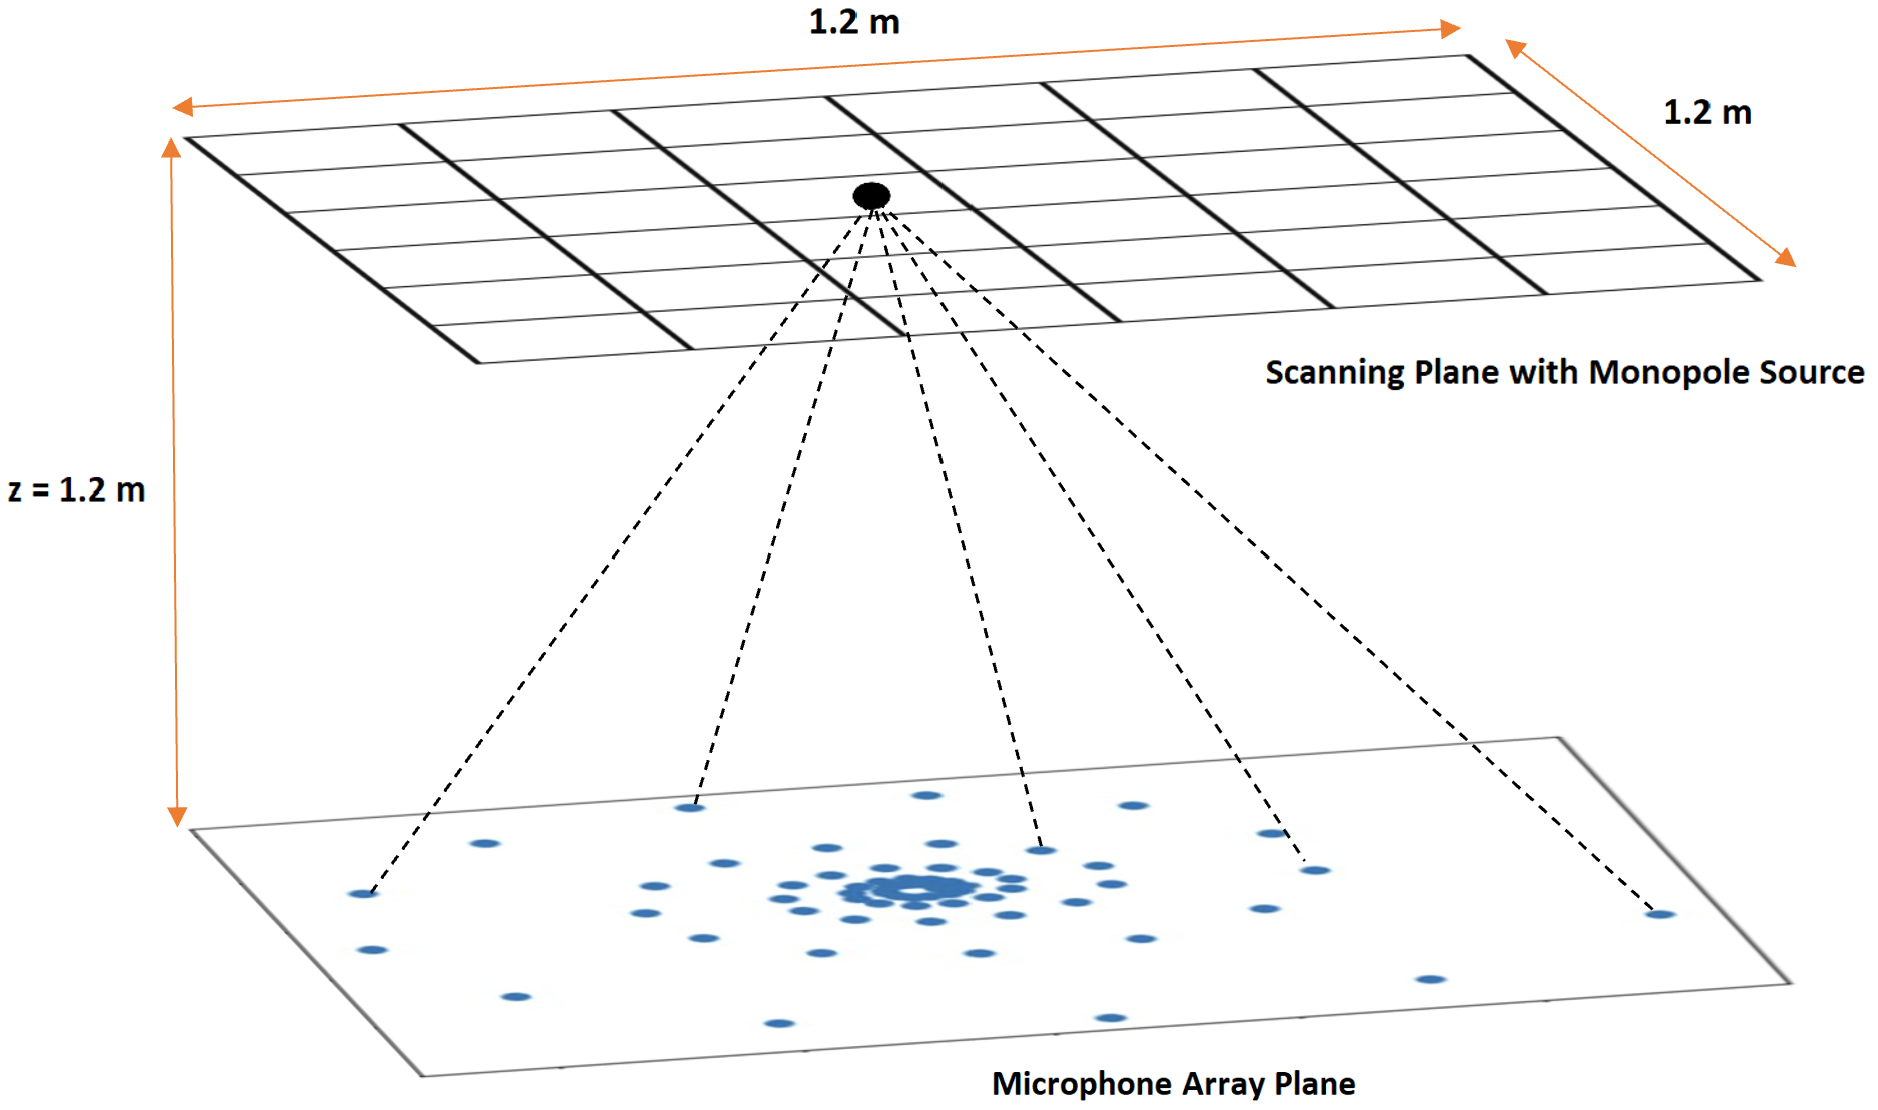 1.2 m
1.2 m
Scanning Plane with Monopole Source
z = 1.2 m
Microphone Array Plane